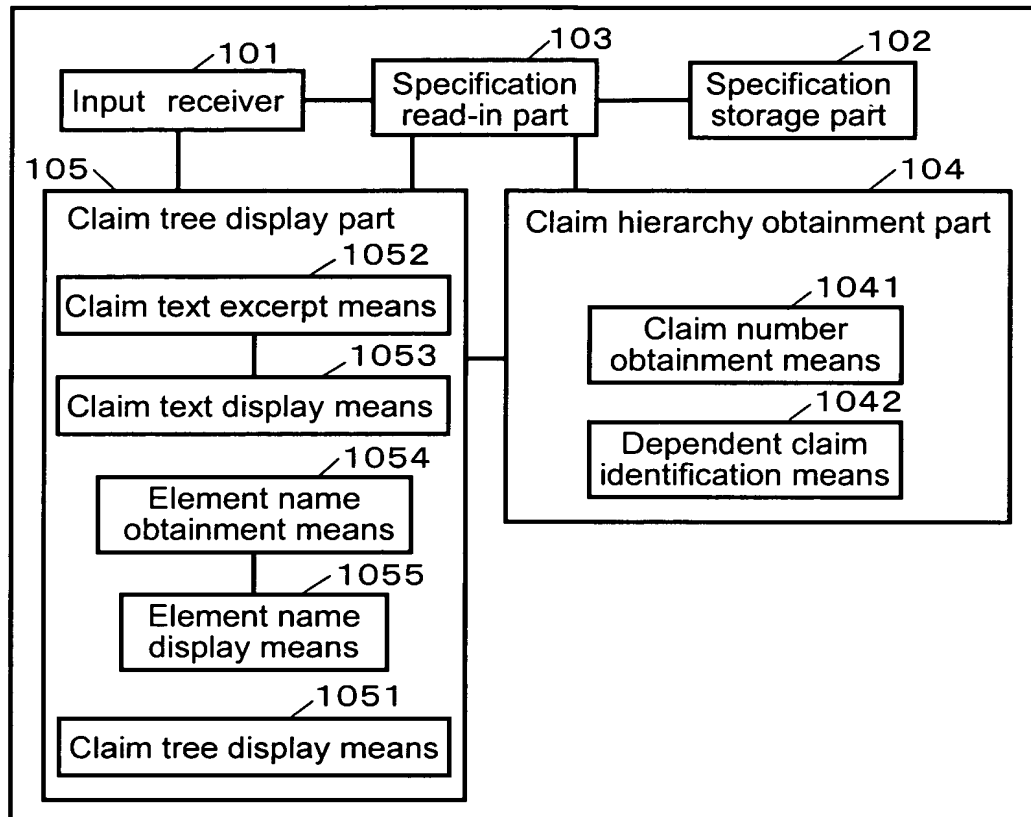 101
Input receiver
103
Specification
read-in part
102
Specification
storage part
105
Claim tree display part
1052
Claim text excerpt means
1053
Claim text display means
1054
Element name
obtainment means
1055
Element name
display means
1051
Claim tree display means
104
Claim hierarchy obtainment part
1041
Claim number
obtainment means
1042
Dependent claim
identification means